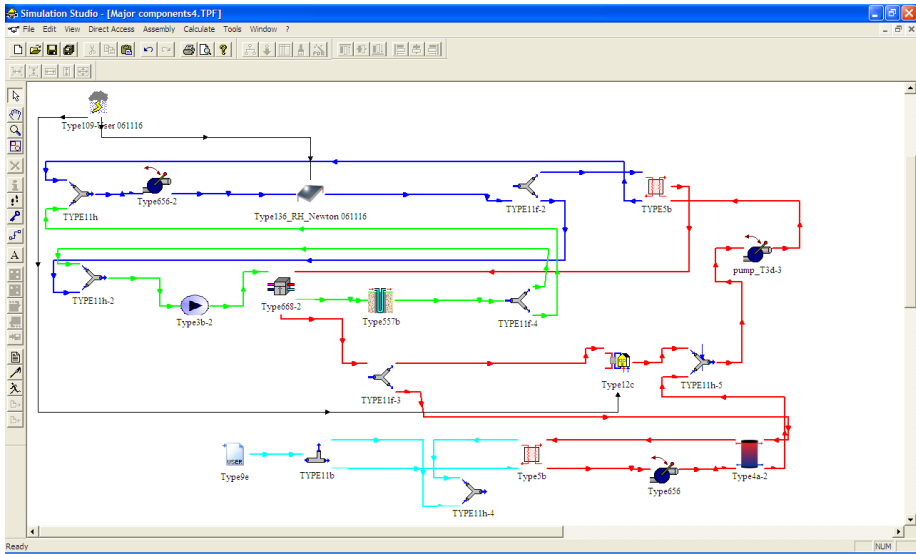 Simulation Studio - [Major components4.TPF]
File Edit View Direct Access Assembly Calculate Tools Window ?
Type109-User 061116
TYPE11h
Type656-2
Type136_RH_Newton 061116
TYPE11f-2
TYPE5b
pump_T3d-3
TYPE11h-2
Type3b-2
Type668-2
Type557b
TYPE11f-4
TYPE11f-3
Type12c
TYPE11h-5
USER
Type9e
TYPE11b
TYPE11h-4
Type5b
Type656
Type4a-2
Ready
NUM